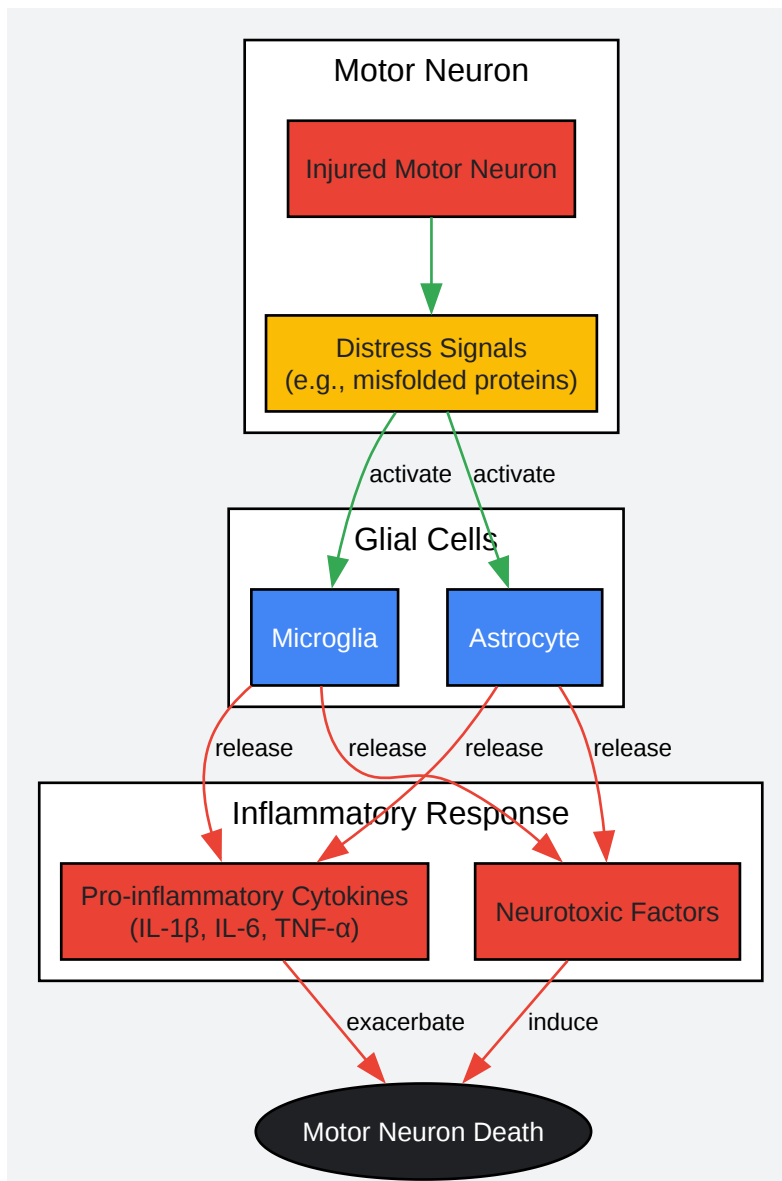 Motor Neuron
Injured Motor Neuron
Distress Signals
(e.g., misfolded proteins)
activate
activate
Glial Cells
Microglia
Astrocyte
release
release
release
release
Inflammatory Response
Pro-inflammatory Cytokines
(IL-1β, IL-6, TNF-α)
Neurotoxic Factors
exacerbate
induce
Motor Neuron Death